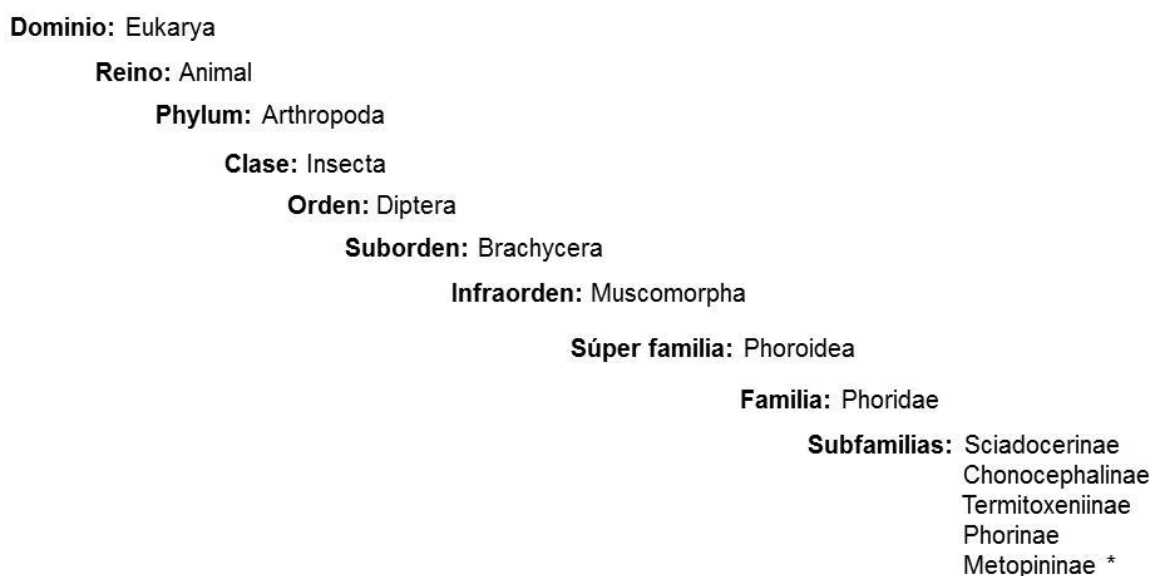 Dominio: Eukarya
Reino: Animal
Phylum: Arthropoda
Clase: Insecta
Orden: Diptera
Suborden: Brachycera
Infraorden: Muscomorpha
Súper familia: Phoroidea
Familia: Phoridae
Subfamilias: Sciadocerinae
Chonocephalinae
Termitoxeniinae
Phorinae
Metopininae *